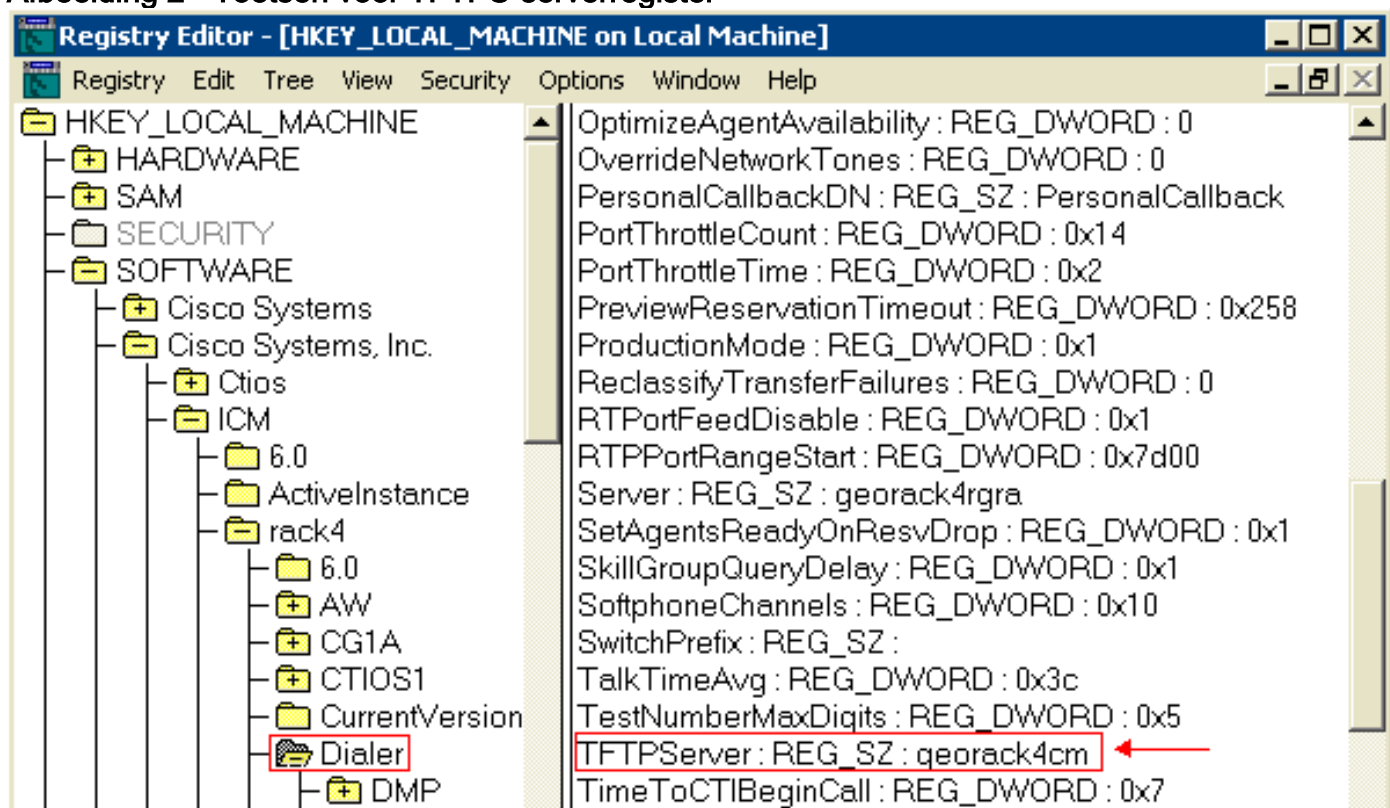 Registry Editor - [HKEY_LOCAL_MACHINE on Local Machine]
Registry Edit Tree View Security Options Window Help
HKEY_LOCAL_MACHINE
HARDWARE
SAM
SECURITY
SOFTWARE
Cisco Systems
Cisco Systems, Inc.
Ctios
ICM
6.0
ActiveInstance
rack4
6.0
AW
CG1A
CTIOS1
CurrentVersion
Dialer
DMP
OptimizeAgentAvailability : REG_DWORD : 0
OverrideNetworkTones : REG_DWORD : 0
PersonalCallbackDN : REG_SZ : PersonalCallback
PortThrottleCount : REG_DWORD : 0x14
PortThrottleTime : REG_DWORD : 0x2
PreviewReservationTimeout : REG_DWORD : 0x258
ProductionMode : REG_DWORD : 0x1
ReclassifyTransferFailures : REG_DWORD : 0
RTPortFeedDisable : REG_DWORD : 0x1
RTPPortRangeStart : REG_DWORD : 0x7d00
Server : REG_SZ : georack4rgra
SetAgentsReadyOnResvDrop : REG_DWORD : 0x1
SkillGroupQueryDelay : REG_DWORD : 0x1
SoftphoneChannels : REG_DWORD : 0x10
SwitchPrefix : REG_SZ :
TalkTimeAvg : REG_DWORD : 0x3c
TestNumberMaxDigits : REG_DWORD : 0x5
TFTPServer : REG_SZ : georack4cm
TimeToCTIBeginCall : REG_DWORD : 0x7